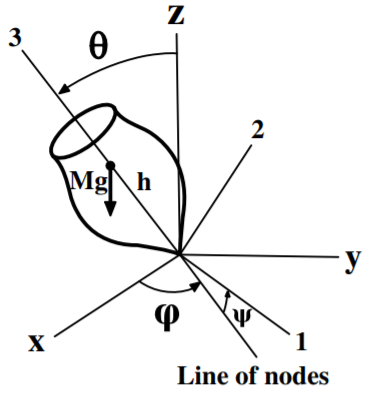 z
3
θ
2
Mg
h
y
x
φ
ψ
1
Line of nodes